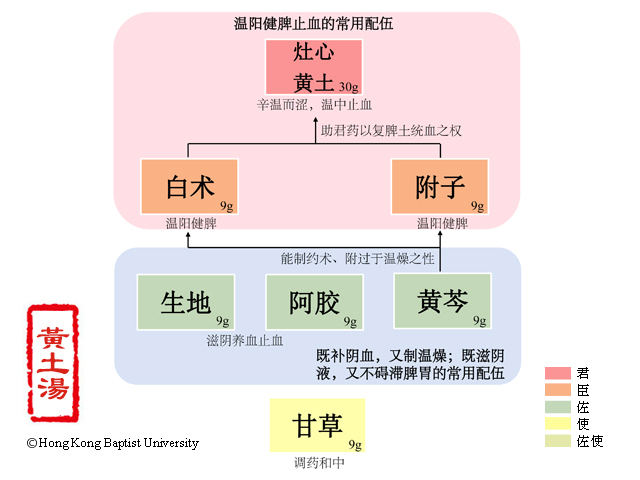 温阳健脾止血的常用配伍
灶心
黄土 30g
辛温而涩，温中止血
助君药以复脾土统血之权
白术 9g
附子 9g
温阳健脾
温阳健脾
能制约术、附过于温燥之性
生地 9g
阿胶 9g
黄芩 9g
滋阴养血止血
既补阴血，又制温燥；既滋阴
液，又不碍滞脾胃的常用配伍
黃土湯
甘草 9g
调药和中
©Hong Kong Baptist University
君
臣
佐
使
佐使